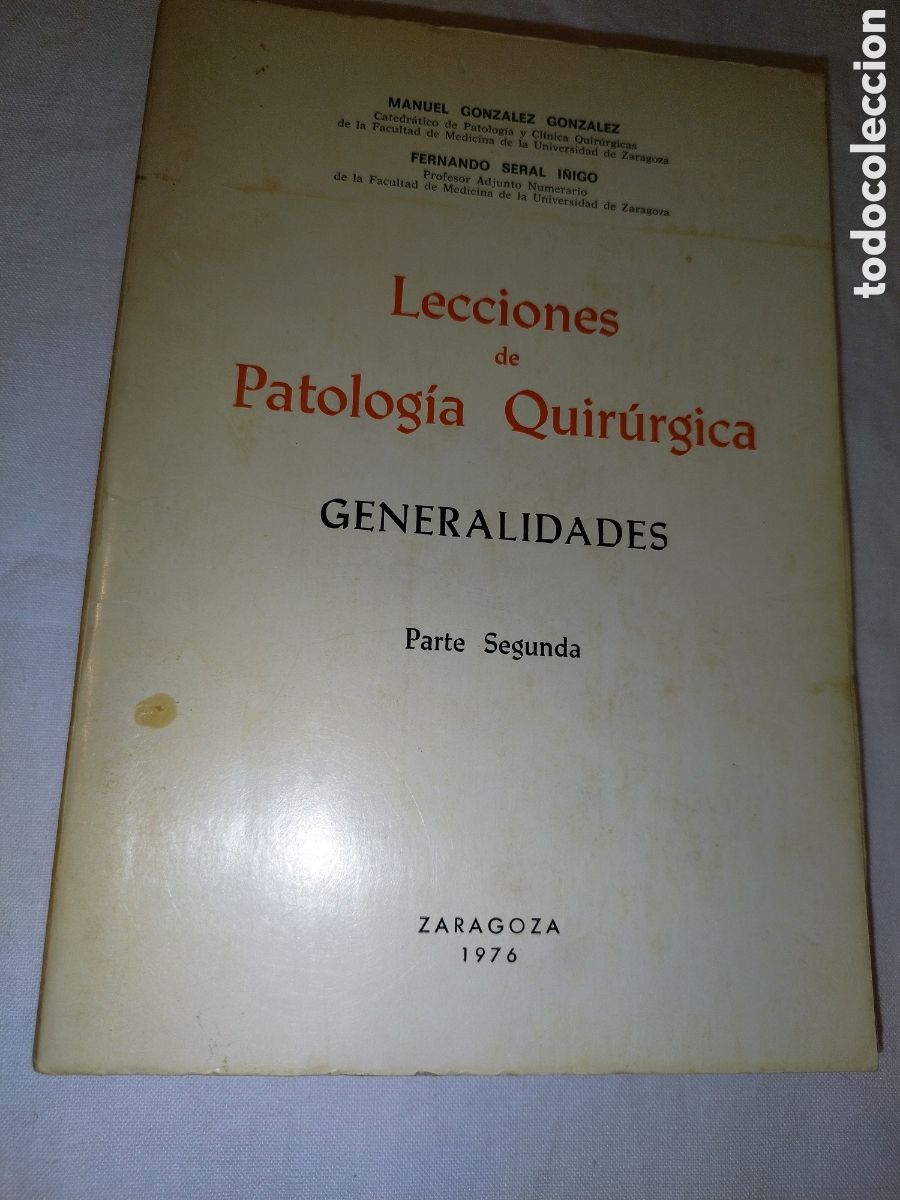 MANUEL GONZALEZ GONZALEZ
Catedrático de Patología y Clínica Quirúrgicas
de la Facultad de Medicina de la Universidad de Zaragoza
FERNANDO SERAL IÑIGO
Profesor Adjunto Numerario
de la Facultad de Medicina de la Universidad de Zaragoza
Lecciones
de
Patología Quirúrgica
GENERALIDADES
Parte Segunda
ZARAGOZA
1976
todocoleccion